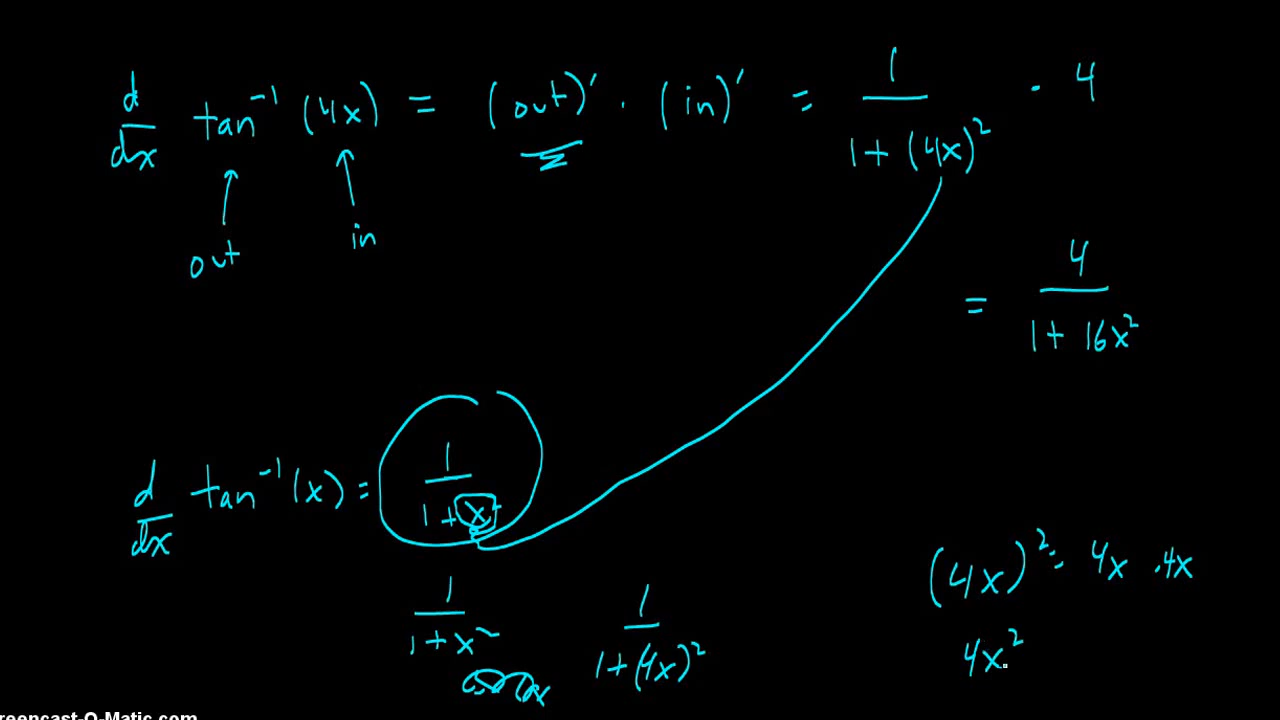 d/dx tan⁻¹ (4x) = (out)' · (in)' = 1/(1 + (4x)²) · 4
out in
= 4/(1 + 16x²)
d/dx tan⁻¹(x) = 1/(1 + x²)
(4x)² = 4x · 4x
1/(1 + x²) 1/(1 + (4x)²)
4x²
reencast-O-Matic.com